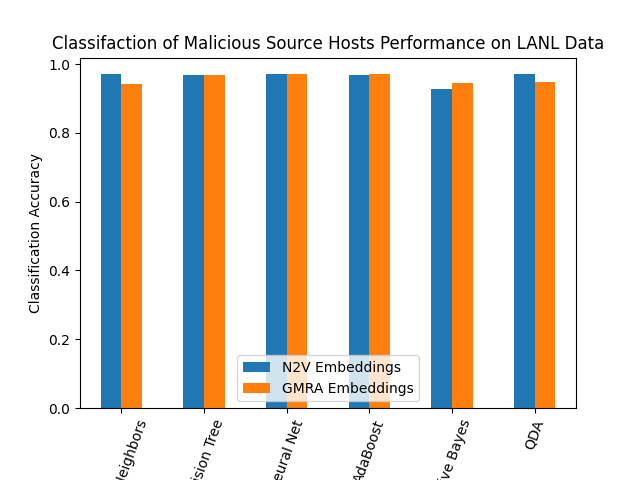 Classifaction of Malicious Source Hosts Performance on LANL Data
Classification Accuracy
1.0
0.8
0.6
0.4
0.2
0.0
N2V Embeddings
GMRA Embeddings
Neighbors
ision Tree
eural Net
AdaBoost
ive Bayes
QDA